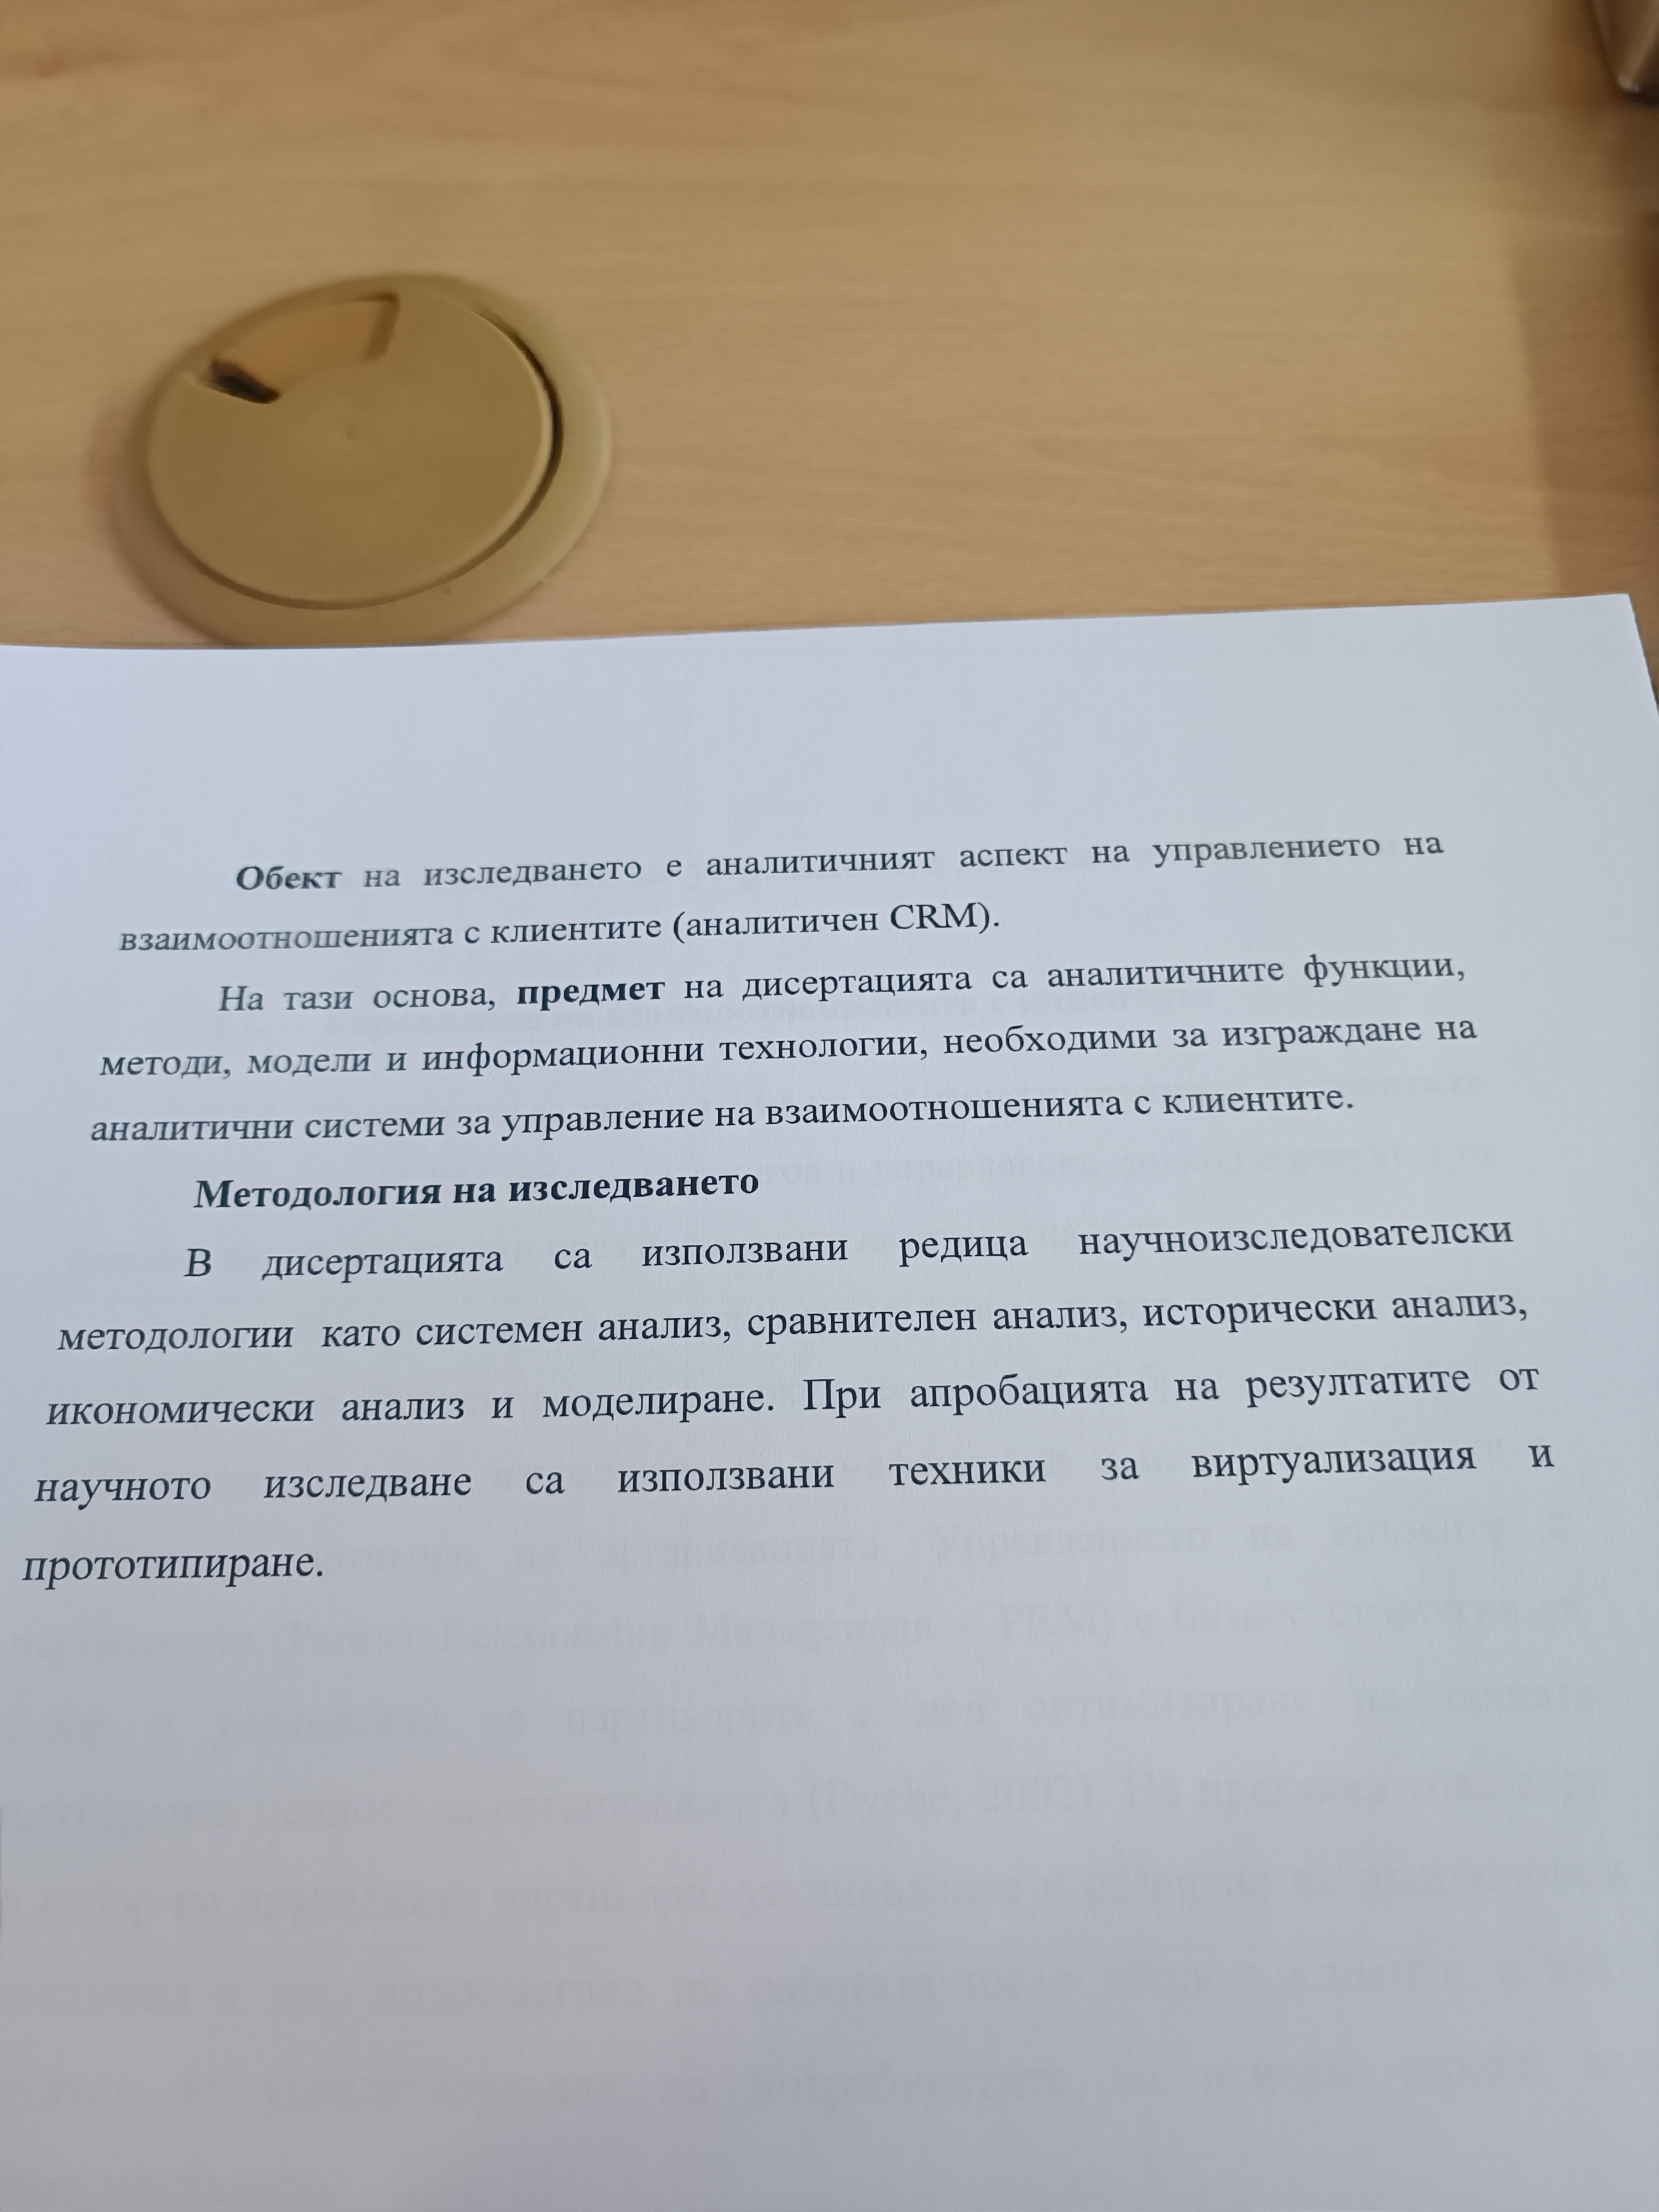 Обект на изследването е аналитичният аспект на управлението на
взаимоотношенията с клиентите (аналитичен CRM).
На тази основа, предмет на дисертацията са аналитичните функции,
методи, модели и информационни технологии, необходими за изграждане на
аналитични системи за управление на взаимоотношенията с клиентите.
Методология на изследването
В дисертацията са използвани редица научноизследователски
методологии като системен анализ, сравнителен анализ, исторически анализ,
икономически анализ и моделиране. При апробацията на резултатите от
научното изследване са използвани техники за виртуализация и
прототипиране.